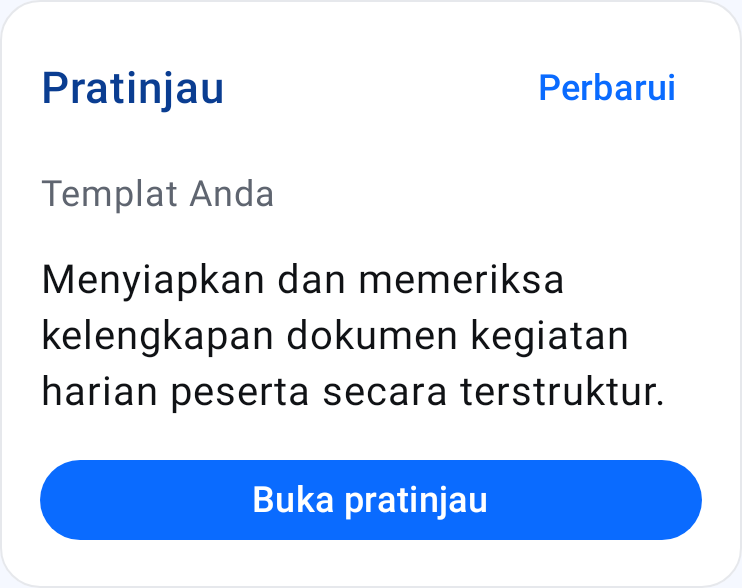 Pratinjau
Perbarui
Templat Anda
Menyiapkan dan memeriksa
kelengkapan dokumen kegiatan
harian peserta secara terstruktur.
Buka pratinjau